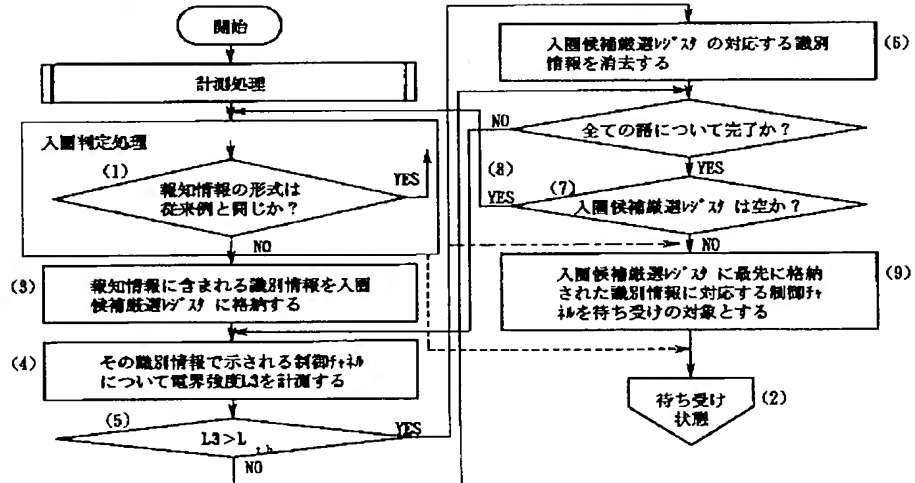 開始
計測処理
入圏判定処理
(1)
報知情報の形式は
従来例と同じか?
YES
NO
(3)
報知情報に含まれる識別情報を入圏
候補厳選レジスタ に格納する
(4)
その識別情報で示される制御チャネル
について電界強度L3を計測する
(5)
L3>L
th
YES
NO
入圏候補厳選レジスタ の対応する識別
情報を消去する
(6)
NO
全ての語について完了か?
YES
(8)
YES
(7)
入圏候補厳選レジスタ は空か?
NO
入圏候補厳選レジスタ に最先に格納
された識別情報に対応する制御チャ
ネルを待ち受けの対象とする
(9)
待ち受け
状態
(2)